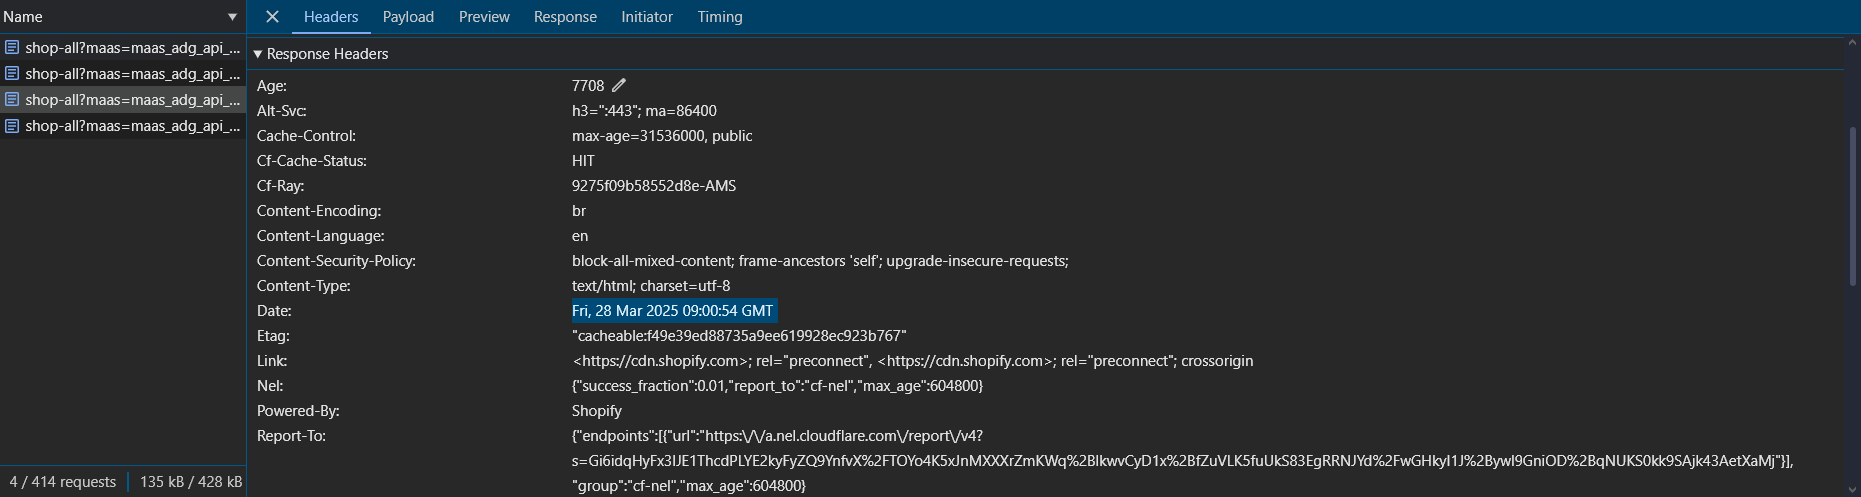 Name
shop-all?maas=maas_adg_api_...
shop-all?maas=maas_adg_api_...
shop-all?maas=maas_adg_api_...
shop-all?maas=maas_adg_api_...
4 / 414 requests 135 kB / 428 kB
Headers Payload Preview Response Initiator Timing
Response Headers
Age: 7708
Alt-Svc: h3=":443"; ma=86400
Cache-Control: max-age=31536000, public
Cf-Cache-Status: HIT
Cf-Ray: 9275f09b58552d8e-AMS
Content-Encoding: br
Content-Language: en
Content-Security-Policy: block-all-mixed-content; frame-ancestors 'self'; upgrade-insecure-requests;
Content-Type: text/html; charset=utf-8
Date: Fri, 28 Mar 2025 09:00:54 GMT
Etag: "cacheable:f49e39ed88735a9ee619928ec923b767"
Link: <https://cdn.shopify.com>; rel="preconnect", <https://cdn.shopify.com>; rel="preconnect"; crossorigin
Nel: {"success_fraction":0.01,"report_to":"cf-nel","max_age":604800}
Powered-By: Shopify
Report-To: {"endpoints":[{"url":"https:\/\/a.nel.cloudflare.com\/report\/v4?
s=Gi6idqHyFx3IJE1ThcdPLYE2kyFyZQ9YnfvX%2FTOYo4K5xJnMXXXrZmKWq%2BlkwvCyD1x%2BfZuVLK5fuUkS83EgRRNJYd%2FwGHkyI1J%2Bywl9GniOD%2BqNUKS0kk9SAjk43AetXaMj"}],
"group":"cf-nel","max_age":604800}